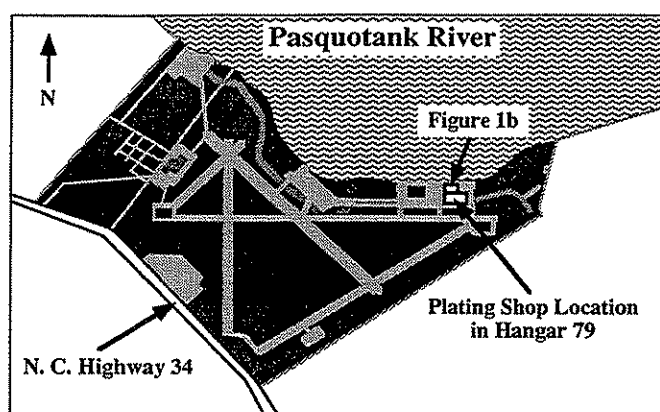 Pasquotank River
N
Figure 1b
Plating Shop Location
in Hangar 79
N. C. Highway 34